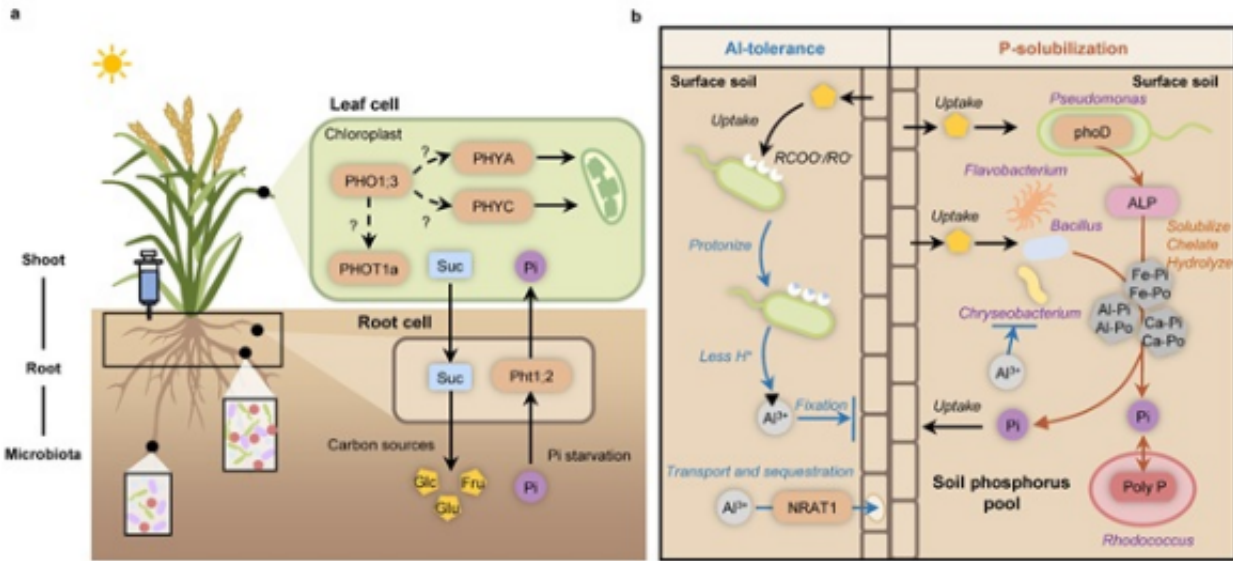 a
Leaf cell
Chloroplast
?
PHYA
PHO1;3
?
PHYC
?
PHOT1a
Suc
Pi
Shoot
Root
Microbiota
Root cell
Suc
Pht1;2
Carbon sources
Pi starvation
Glc
Fru
Glu
Pi
b
Al-tolerance
P-solubilization
Surface soil
Uptake
RCOO-/RO-
Protonize
Less H+
Al3+
Fixation
Transport and sequestration
Al3+
NRAT1
Surface soil
Uptake
Pseudomonas
phoD
Flavobacterium
ALP
Uptake
Bacillus
Solubilize
Chelate
Hydrolyze
Fe-Pi
Fe-Po
Al-Pi
Al-Po
Ca-Pi
Ca-Po
Chryseobacterium
Al3+
Uptake
Pi
Pi
Soil phosphorus
pool
Poly P
Rhodococcus